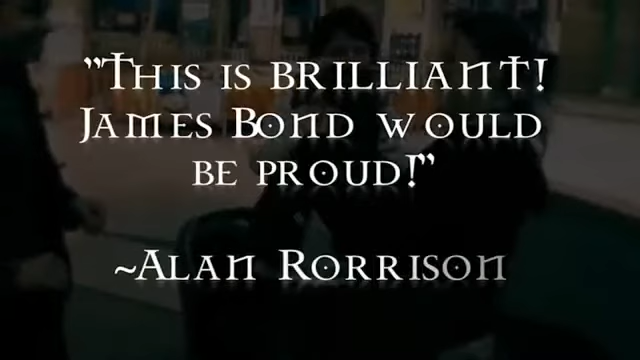 "This is brilliant!
James Bond would
be proud!"
~Alan Rorrison